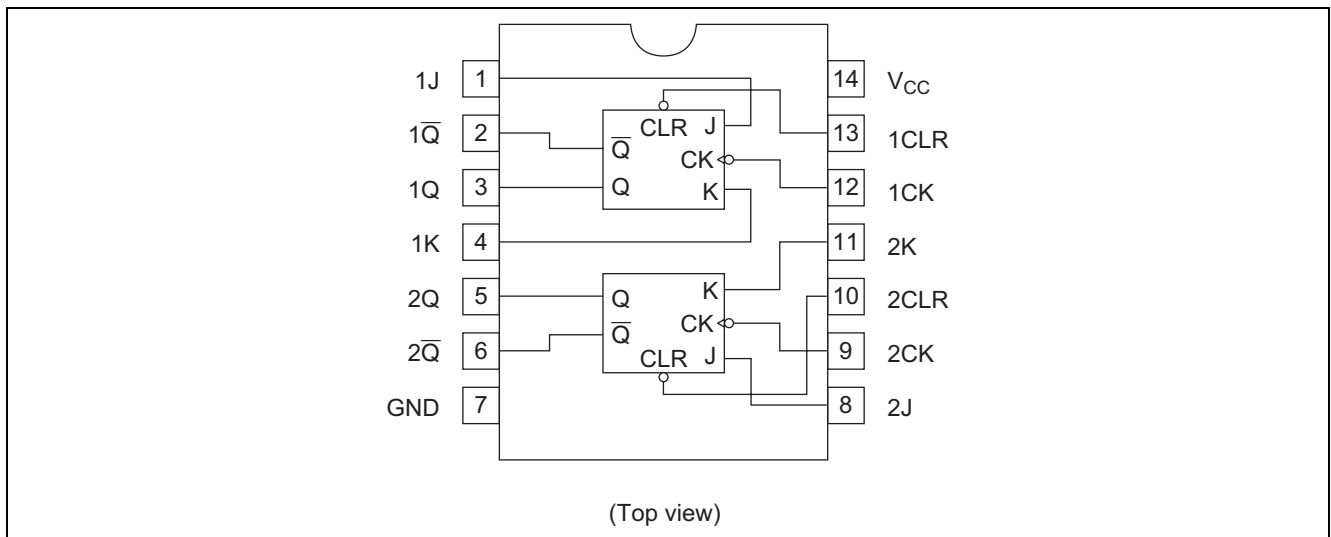 1J 1 14 V_CC
1Q̅ 2 CLR J 13 1CLR
Q̅ CK
1Q 3 Q K 12 1CK
1K 4 11 2K
2Q 5 Q K 10 2CLR
Q̅ CK
2Q̅ 6 CLR J 9 2CK
GND 7 8 2J
(Top view)